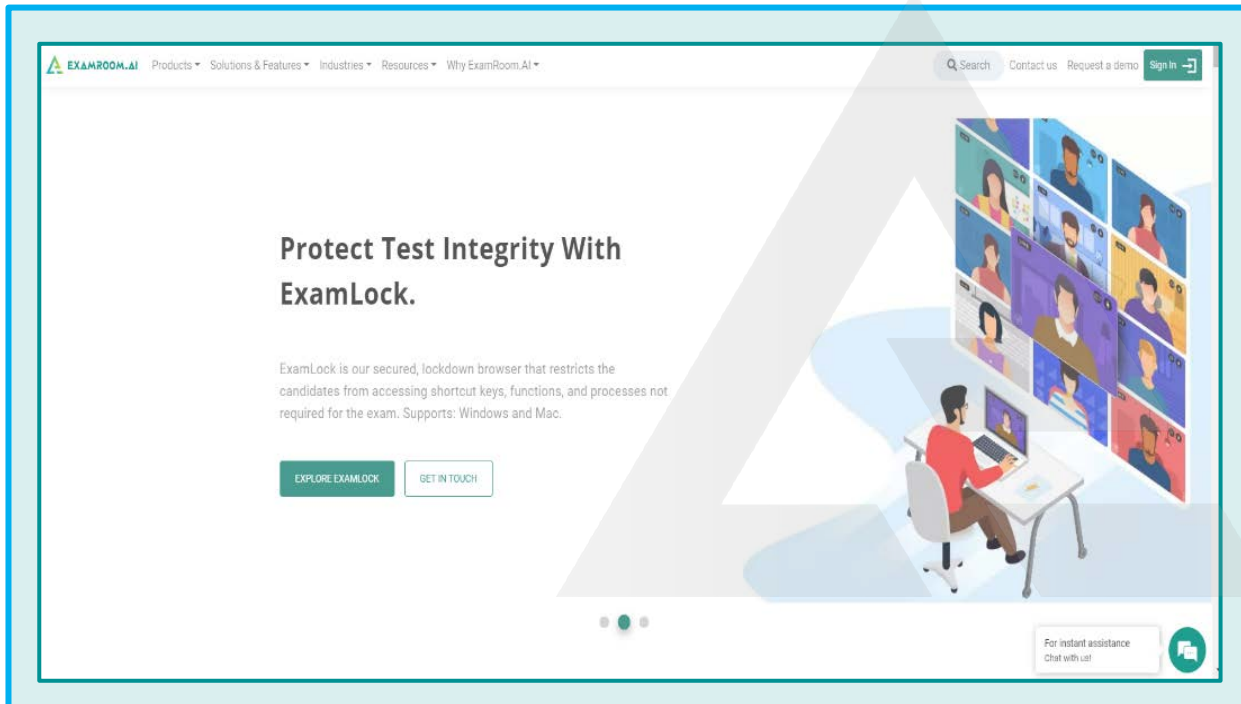 EXAMROOM.AI Products Solutions & Features Industries Resources Why ExamRoom.AI Search Contact us Request a demo Sign In
Protect Test Integrity With
ExamLock.
ExamLock is our secured, lockdown browser that restricts the
candidates from accessing shortcut keys, functions, and processes not
required for the exam. Supports: Windows and Mac.
EXPLORE EXAMLOCK GET IN TOUCH
For instant assistance
Chat with us!